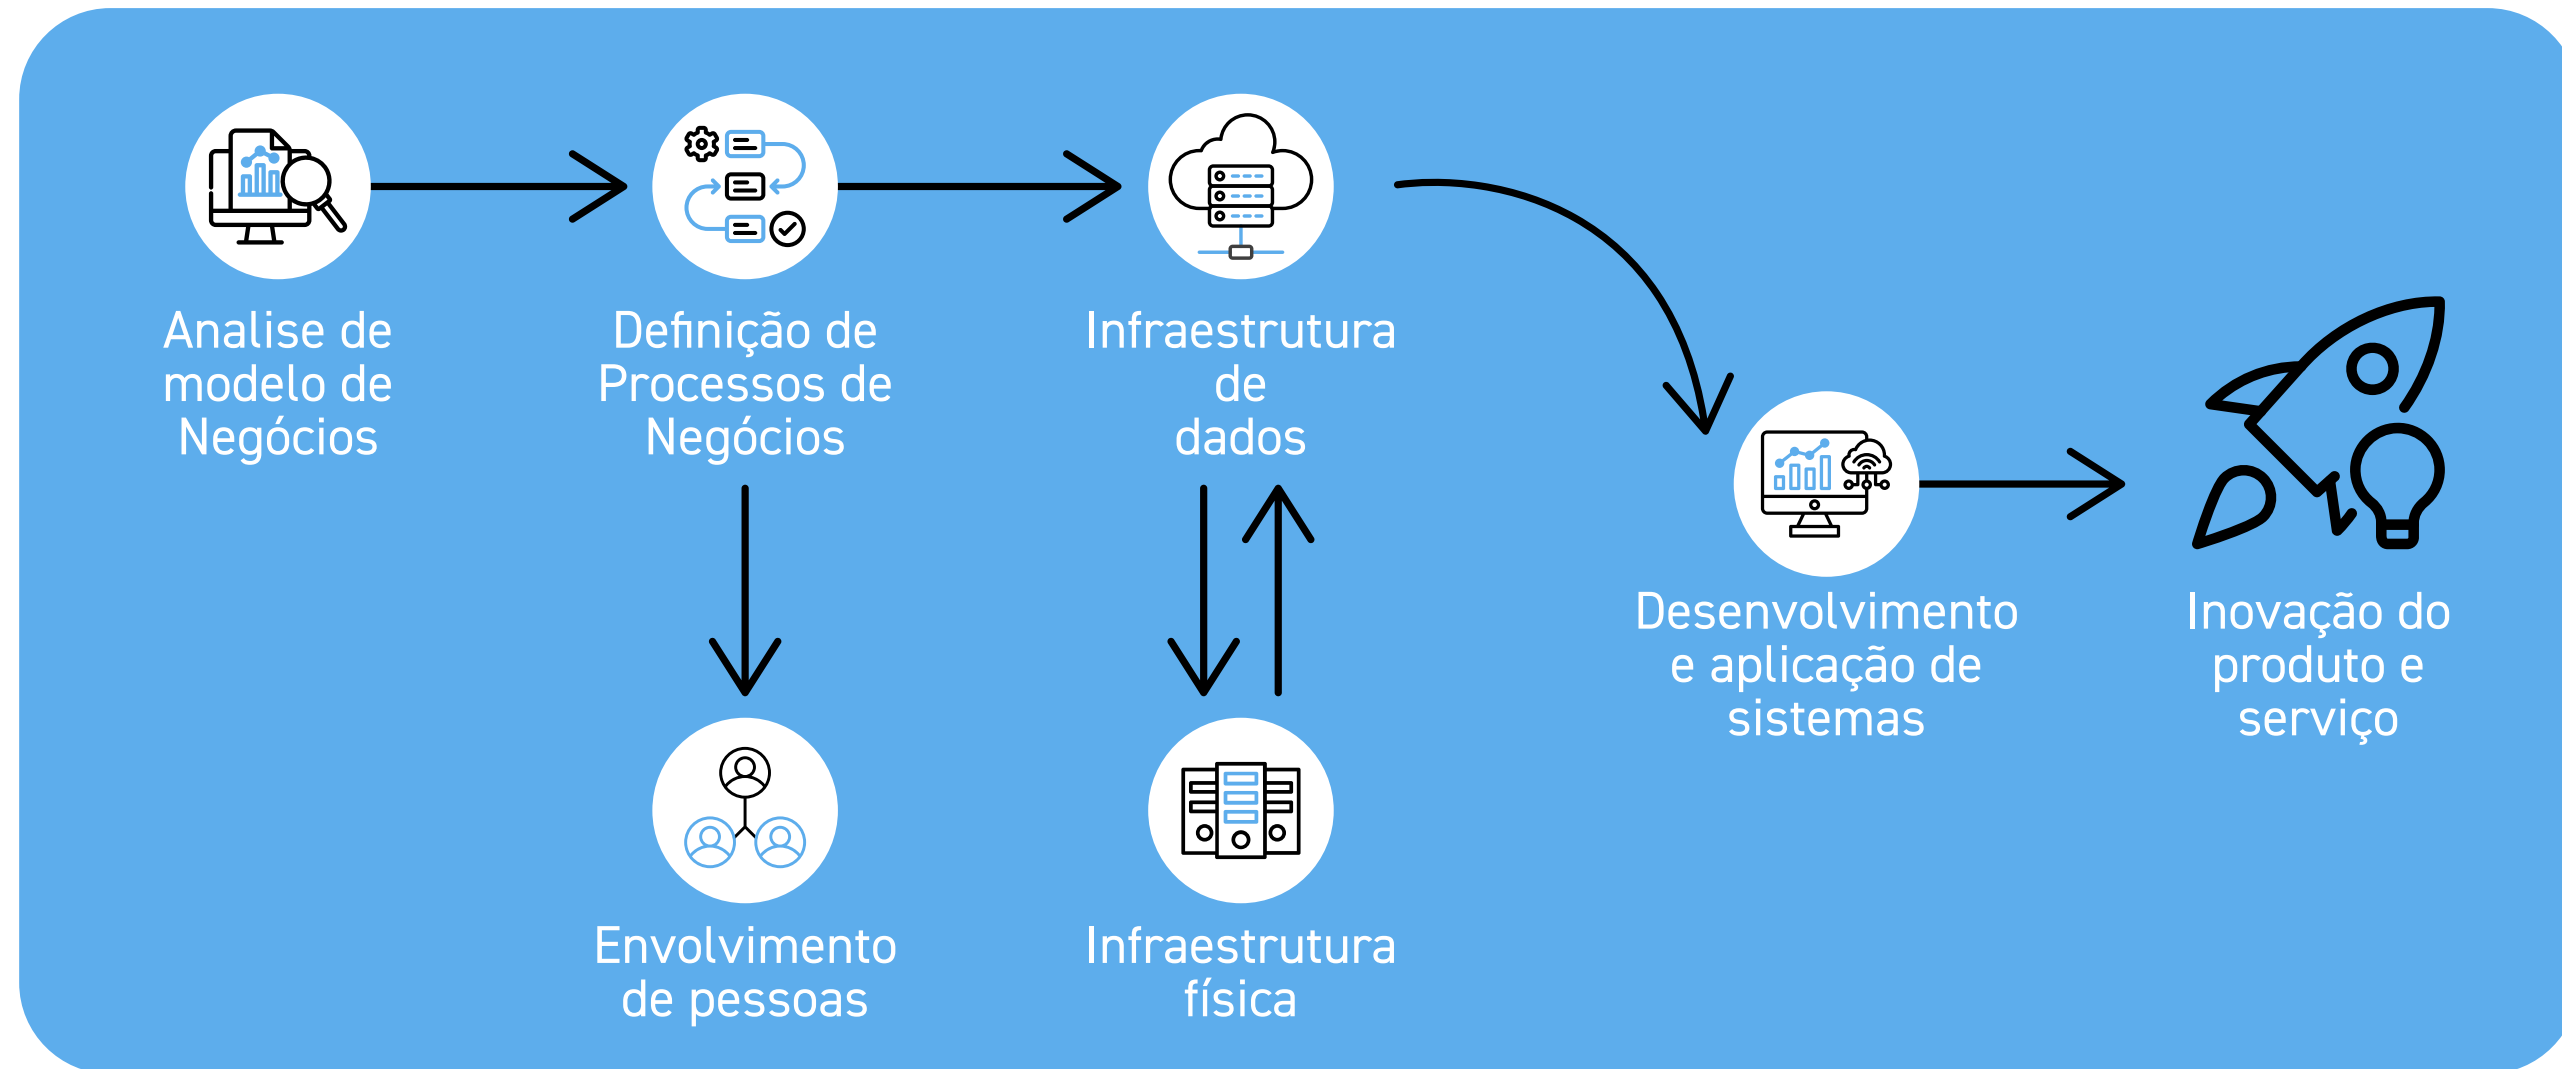 Analise de
modelo de
Negócios
Definição de
Processos de
Negócios
Infraestrutura
de
dados
Envolvimento
de pessoas
Infraestrutura
física
Desenvolvimento
e aplicação de
sistemas
Inovação do
produto e
serviço